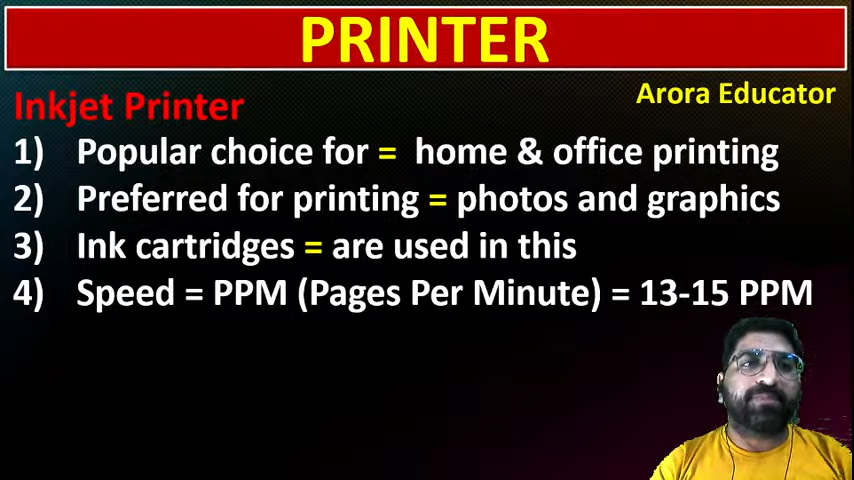 PRINTER
Arora Educator
Inkjet Printer
1) Popular choice for = home & office printing
2) Preferred for printing = photos and graphics
3) Ink cartridges = are used in this
4) Speed = PPM (Pages Per Minute) = 13-15 PPM